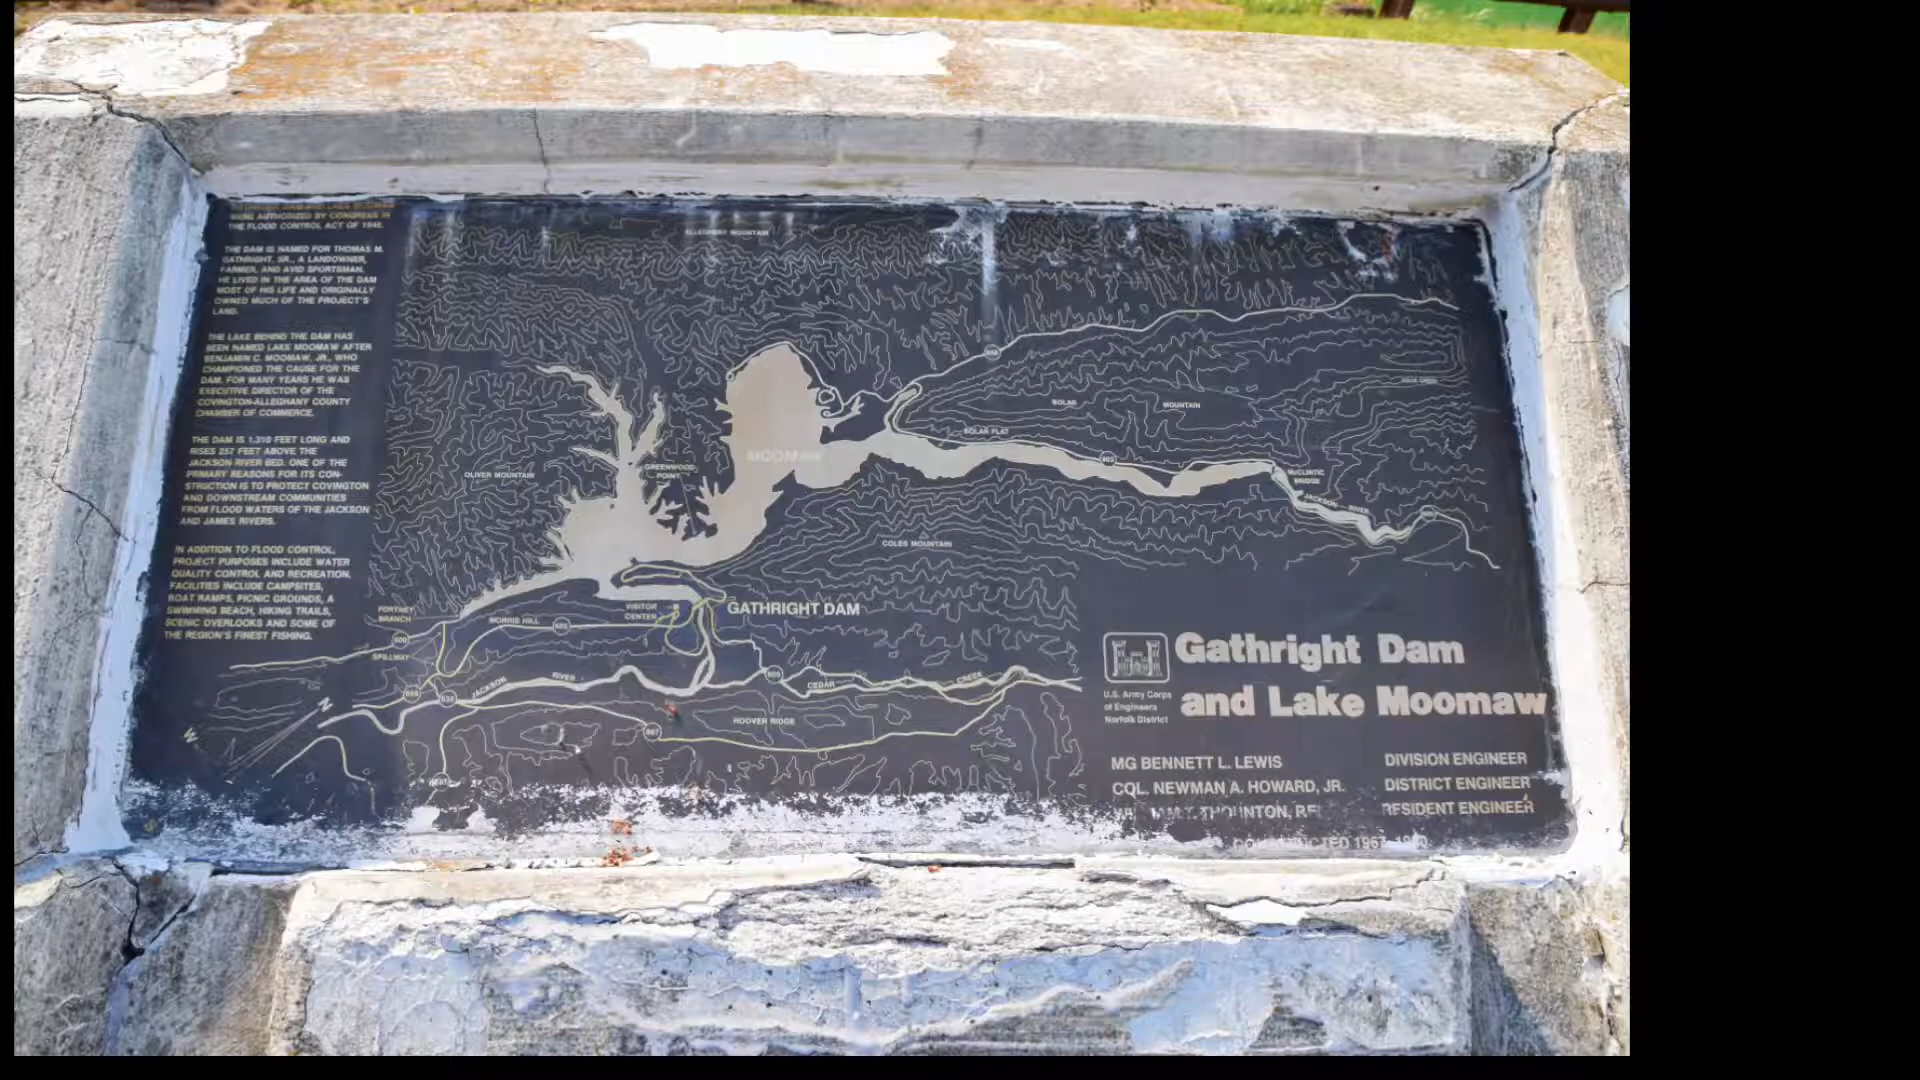 WERE AUTHORIZED BY CONGRESS IN
THE FLOOD CONTROL ACT OF 1946.
THE DAM IS NAMED FOR THOMAS M.
GATHRIGHT, SR., A LANDOWNER,
FARMER, AND AVID SPORTSMAN.
HE LIVED IN THE AREA OF THE DAM
MOST OF HIS LIFE AND ORIGINALLY
OWNED MUCH OF THE PROJECT'S
LAND.
THE LAKE BEHIND THE DAM HAS
BEEN NAMED LAKE MOOMAW AFTER
BENJAMIN C. MOOMAW, JR., WHO
CHAMPIONED THE CAUSE FOR THE
DAM. FOR MANY YEARS HE WAS
EXECUTIVE DIRECTOR OF THE
COVINGTON-ALLEGHANY COUNTY
CHAMBER OF COMMERCE.
THE DAM IS 1,310 FEET LONG AND
RISES 257 FEET ABOVE THE
JACKSON RIVER BED. ONE OF THE
PRIMARY REASONS FOR ITS CON-
STRUCTION IS TO PROTECT COVINGTON
AND DOWNSTREAM COMMUNITIES
FROM FLOOD WATERS OF THE JACKSON
AND JAMES RIVERS.
IN ADDITION TO FLOOD CONTROL,
PROJECT PURPOSES INCLUDE WATER
QUALITY CONTROL AND RECREATION.
FACILITIES INCLUDE CAMPSITES,
BOAT RAMPS, PICNIC GROUNDS, A
SWIMMING BEACH, HIKING TRAILS,
SCENIC OVERLOOKS AND SOME OF
THE REGION'S FINEST FISHING.
ALLEGHENY MOUNTAIN
BOLAR MOUNTAIN
BOLAR FLAT
603
MOOMAW
OLIVER MOUNTAIN
GREENWOOD
POINT
McCLINTIC
BRIDGE
JACKSON RIVER
COLES MOUNTAIN
FORTNEY
BRANCH
600
MORRIS HILL
605
VISITOR
CENTER
GATHRIGHT DAM
SPILLWAY
JACKSON RIVER
605
CEDAR CREEK
638
HOOVER RIDGE
687
N
W
S
U.S. Army Corps
of Engineers
Norfolk District
Gathright Dam
and Lake Moomaw
MG BENNETT L. LEWIS DIVISION ENGINEER
COL. NEWMAN A. HOWARD, JR. DISTRICT ENGINEER
RESIDENT ENGINEER